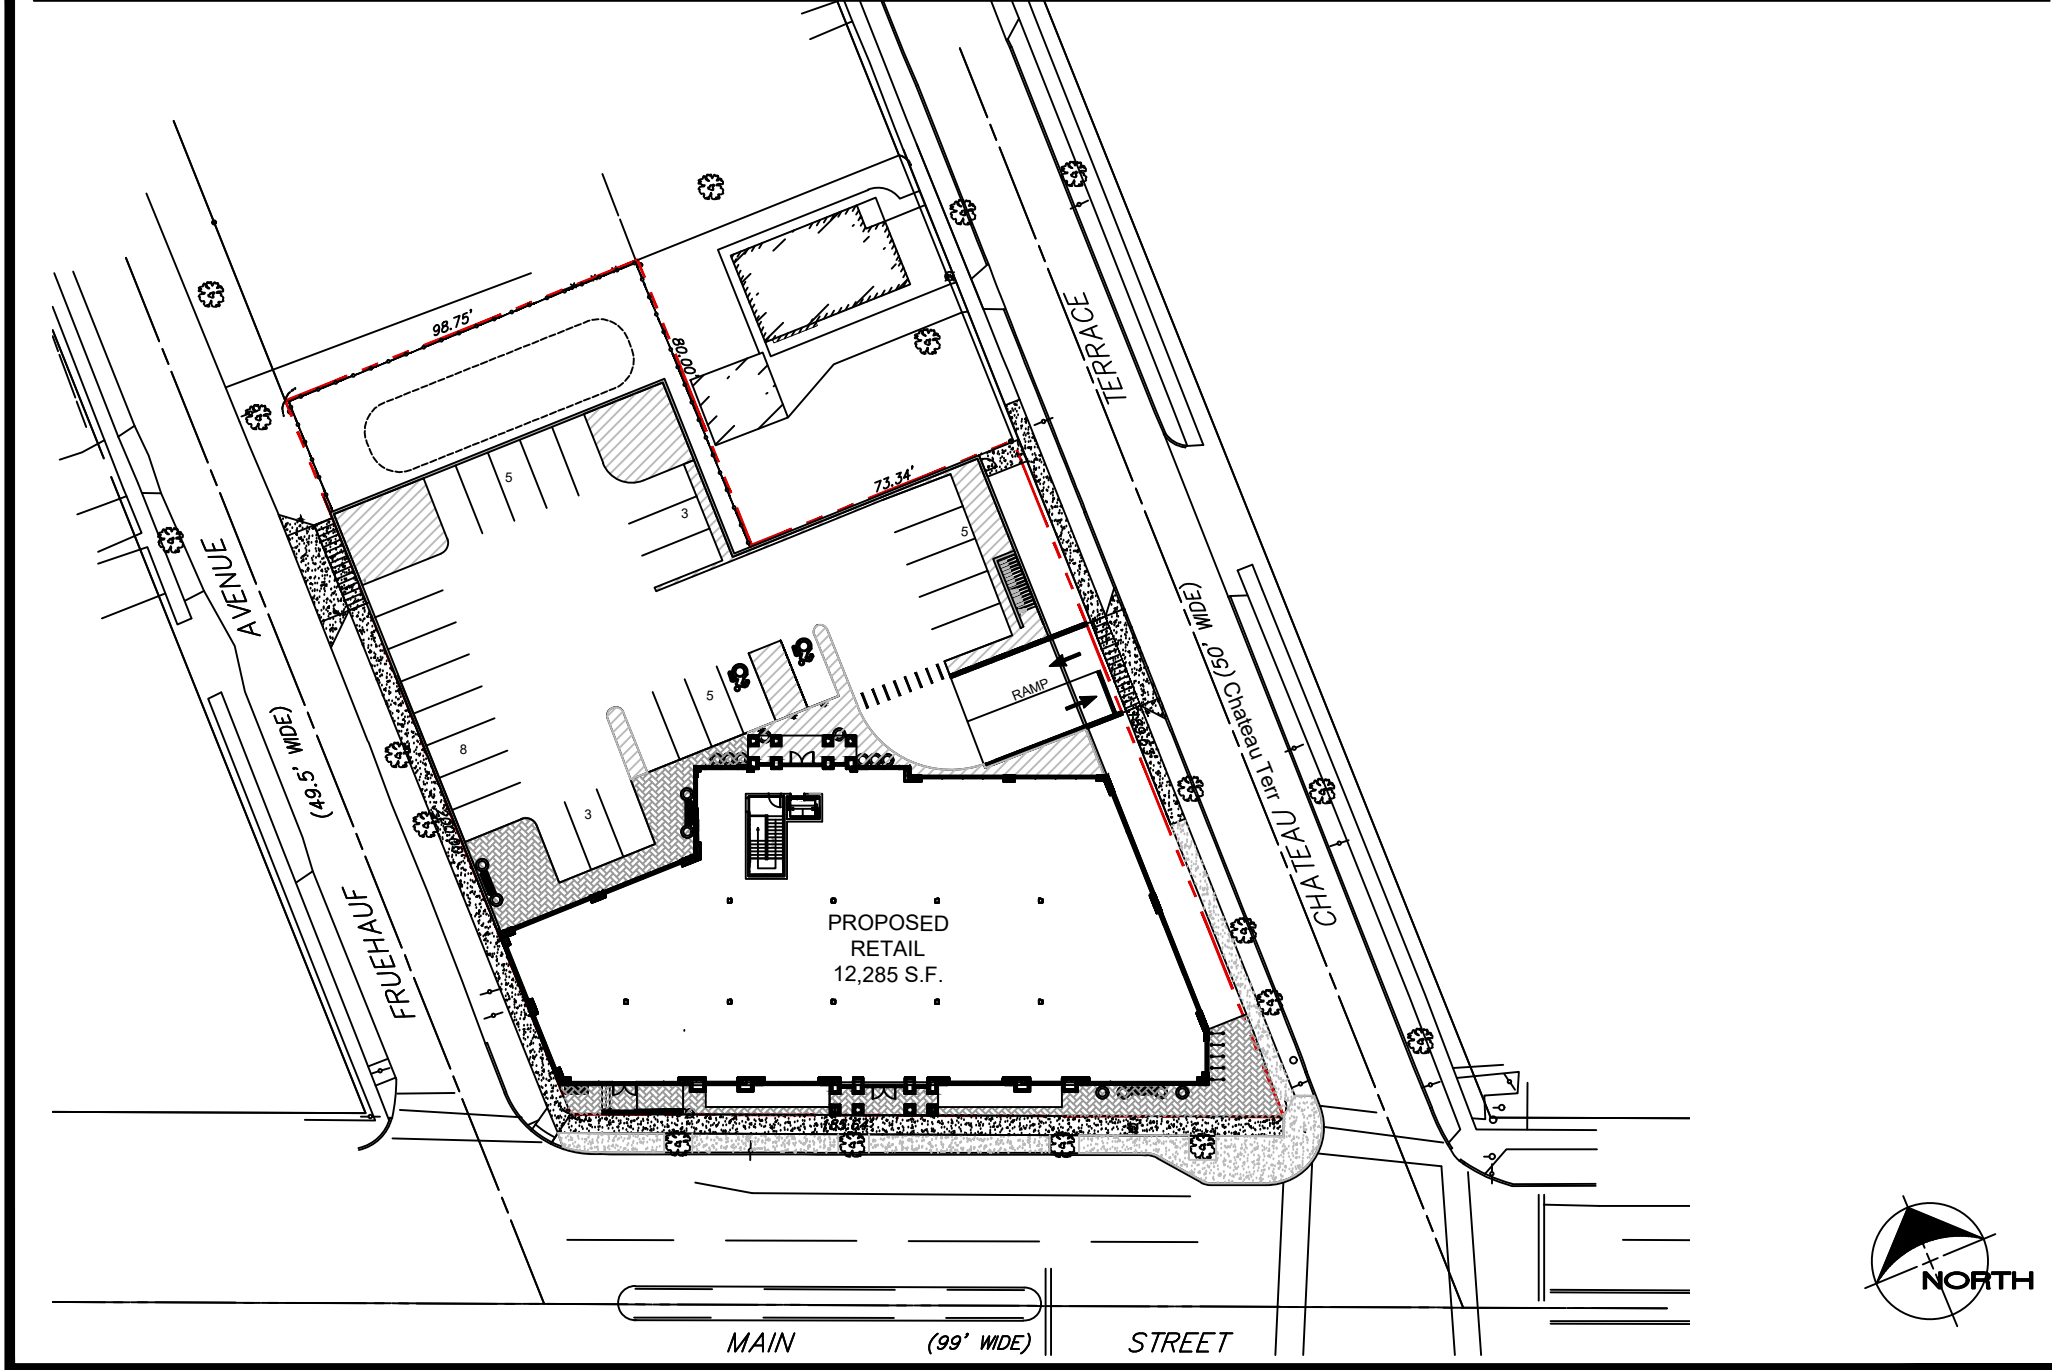 98.75'
80.00'
73.34'
5
3
5
5
8
3
RAMP
AVENUE
(49.5' WIDE)
FRUEHAUF
TERRACE
(50' WIDE)
Chateau Terr
CHATEAU
PROPOSED
RETAIL
12,285 S.F.
MAIN
(99' WIDE)
STREET
NORTH